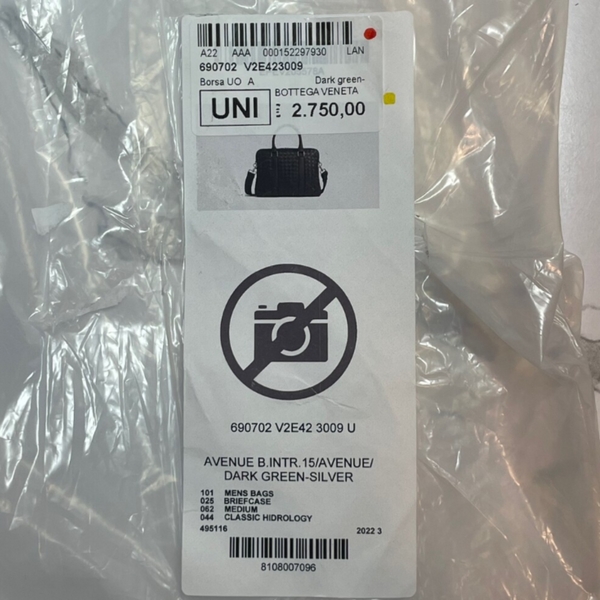 A22 AAA 000152297930 LAN
690702 V2E423009
Borsa UO A Dark green-
BOTTEGA VENETA
UNI 2.750,00
690702 V2E42 3009 U
AVENUE B.INTR.15/AVENUE/
DARK GREEN-SILVER
101 MENS BAGS
025 BRIEFCASE
062 MEDIUM
044 CLASSIC HIDROLOGY
495116 2022 3
8108007096